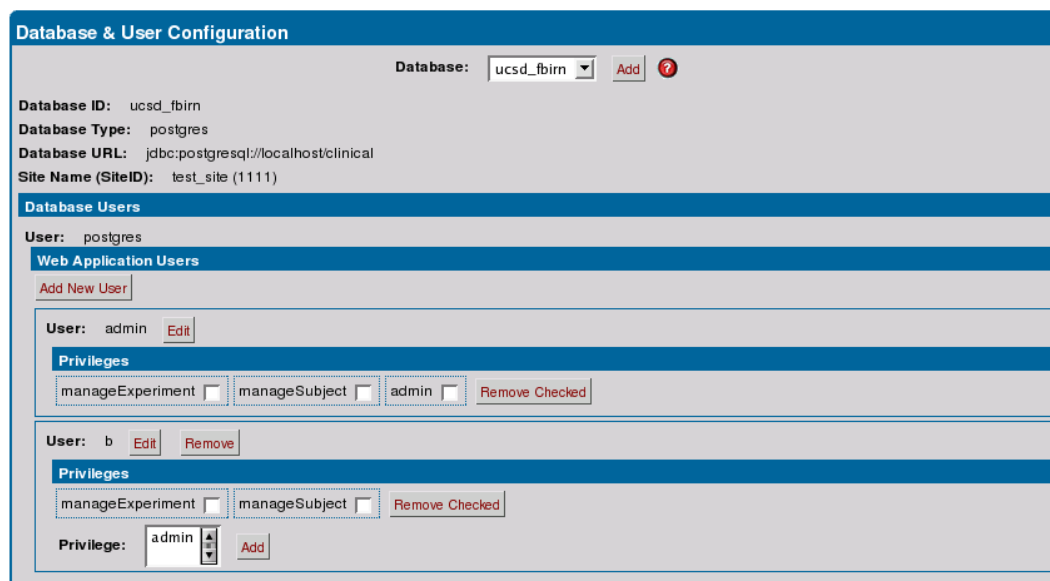 Database & User Configuration
Database: ucsd_fbirn Add ?
Database ID: ucsd_fbirn
Database Type: postgres
Database URL: jdbc:postgresql://localhost/clinical
Site Name (SiteID): test_site (1111)
Database Users
User: postgres
Web Application Users
Add New User
User: admin Edit
Privileges
manageExperiment manageSubject admin Remove Checked
User: b Edit Remove
Privileges
manageExperiment manageSubject Remove Checked
Privilege: admin Add